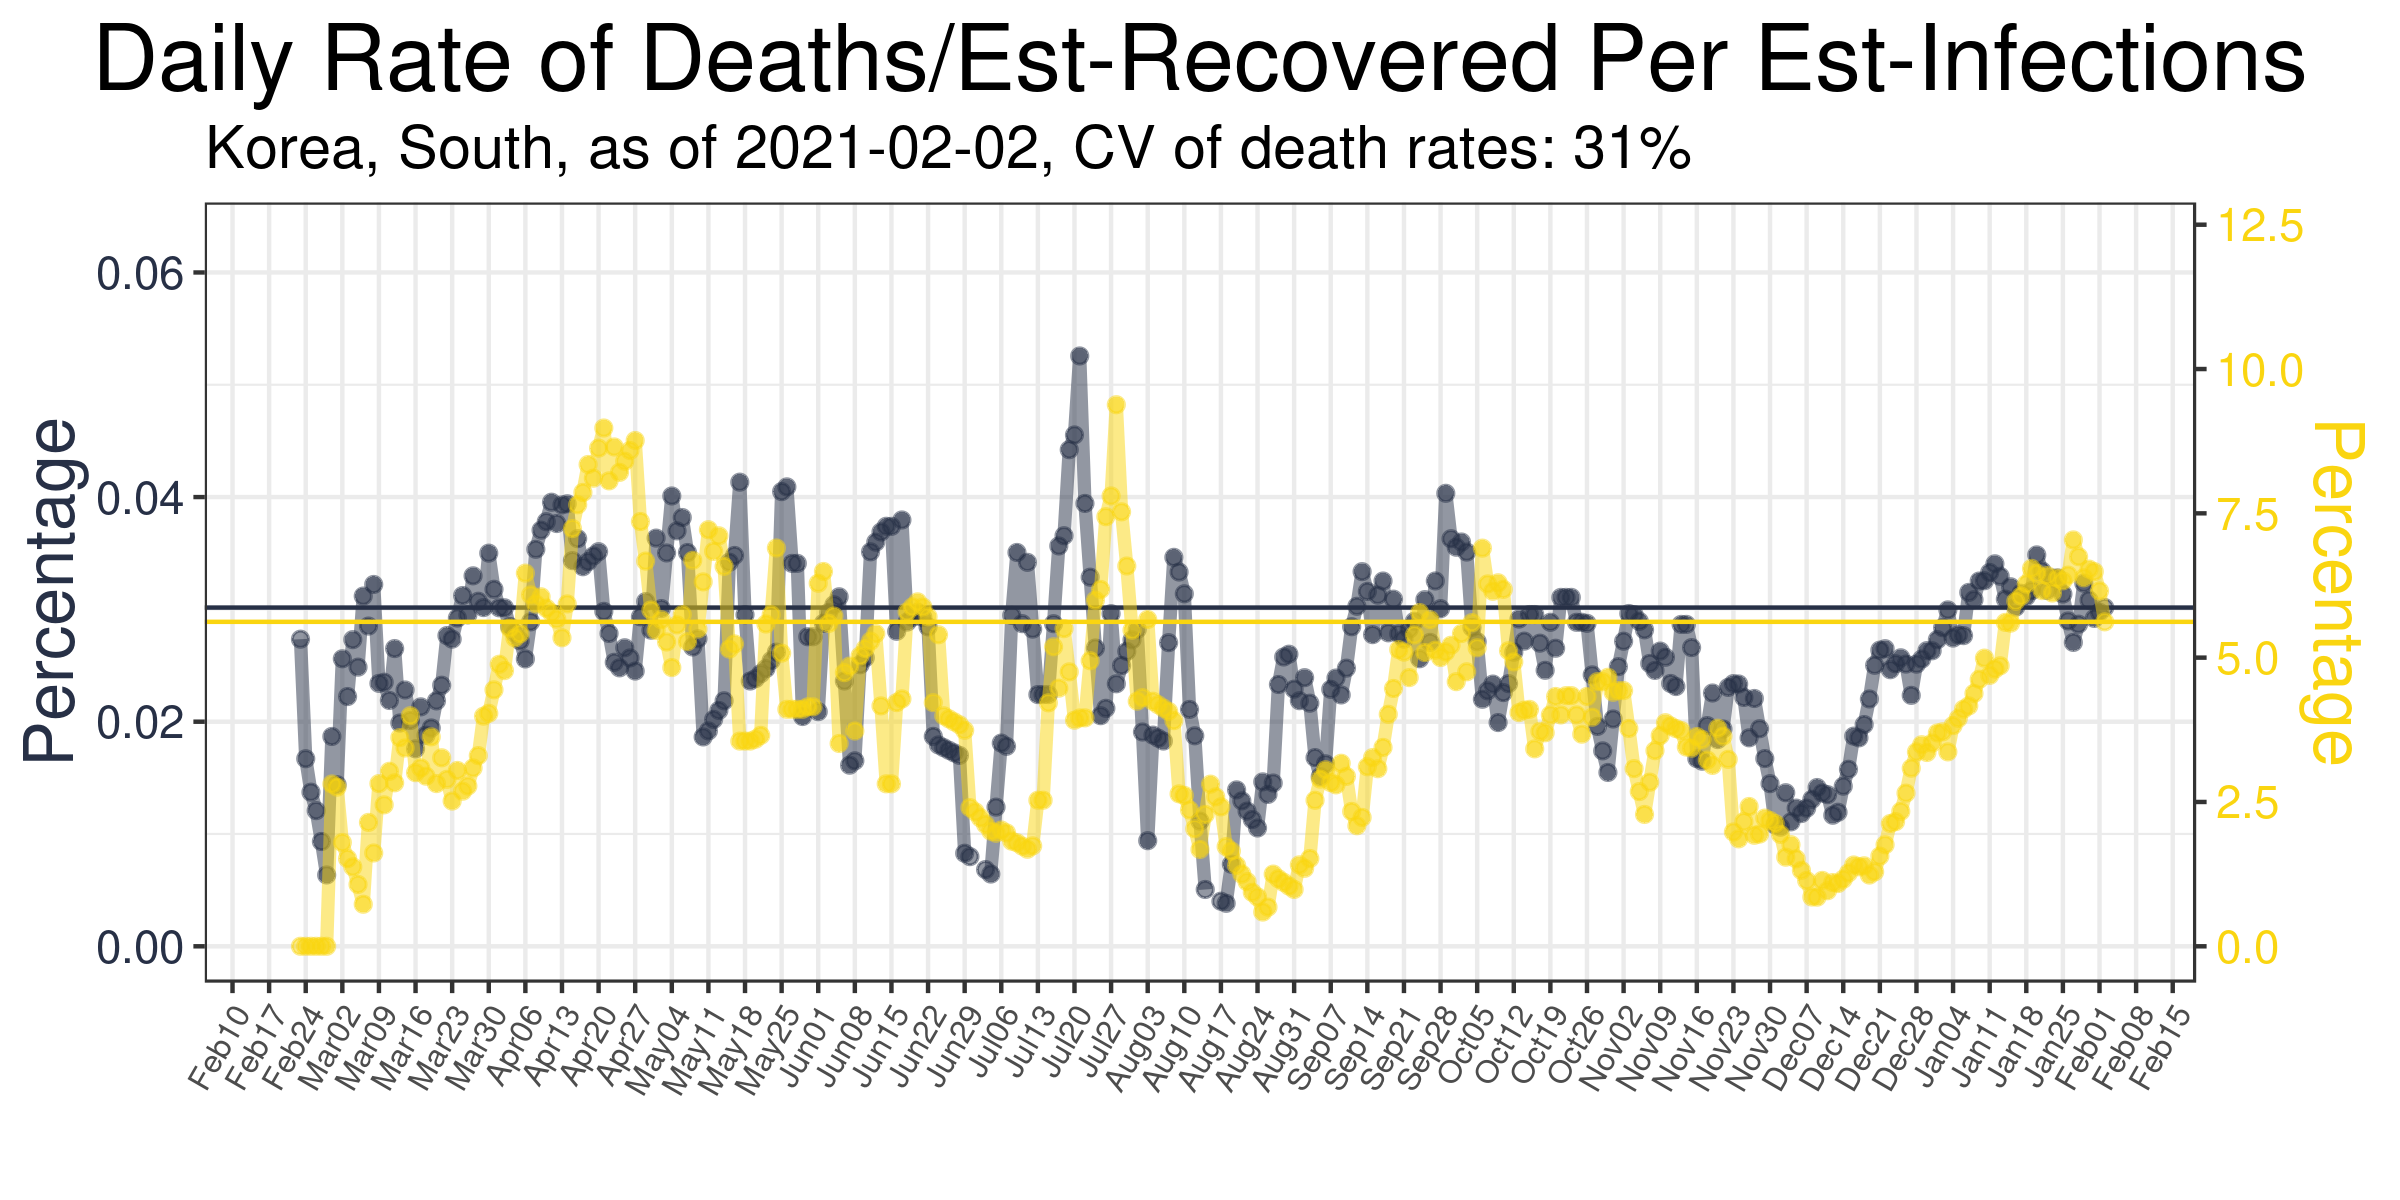 Daily Rate of Deaths/Est-Recovered Per Est-Infections
Korea, South, as of 2021-02-02, CV of death rates: 31%
Percentage
0.06
0.04
0.02
0.00
12.5
10.0
7.5
5.0
2.5
0.0
Percentage
Feb10
Feb17
Feb24
Mar02
Mar09
Mar16
Mar23
Mar30
Apr06
Apr13
Apr20
Apr27
May04
May11
May18
May25
Jun01
Jun08
Jun15
Jun22
Jun29
Jul06
Jul13
Jul20
Jul27
Aug03
Aug10
Aug17
Aug24
Aug31
Sep07
Sep14
Sep21
Sep28
Oct05
Oct12
Oct19
Oct26
Nov02
Nov09
Nov16
Nov23
Nov30
Dec07
Dec14
Dec21
Dec28
Jan04
Jan11
Jan18
Jan25
Feb01
Feb08
Feb15